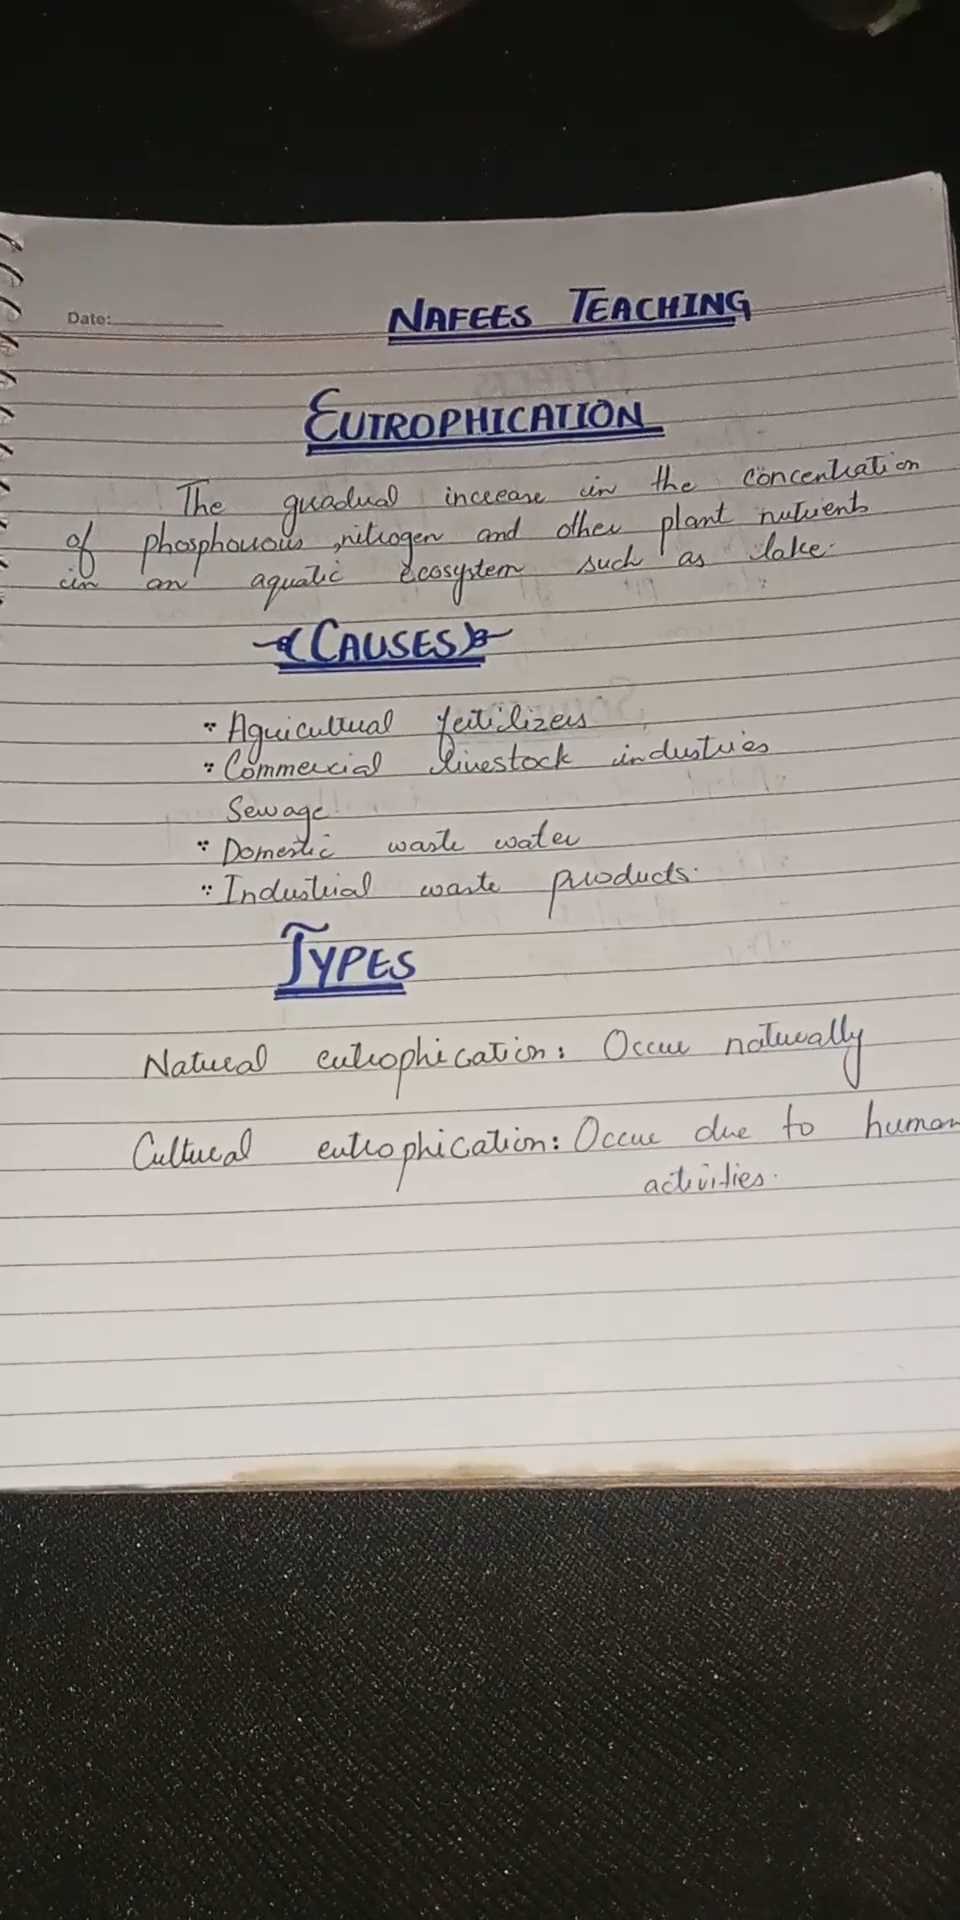 Date:
NAFEES TEACHING
EUTROPHICATION
The gradual increase in the concentration
of phosphorous, nitrogen and other plant nutrients
in an aquatic ecosystem such as lake.
CAUSES
Agricultural fertilizers
Commercial livestock industries
Sewage
Domestic waste water
Industrial waste products.
TYPES
Natural eutrophication: Occur naturally
Cultural eutrophication: Occur due to human
activities.